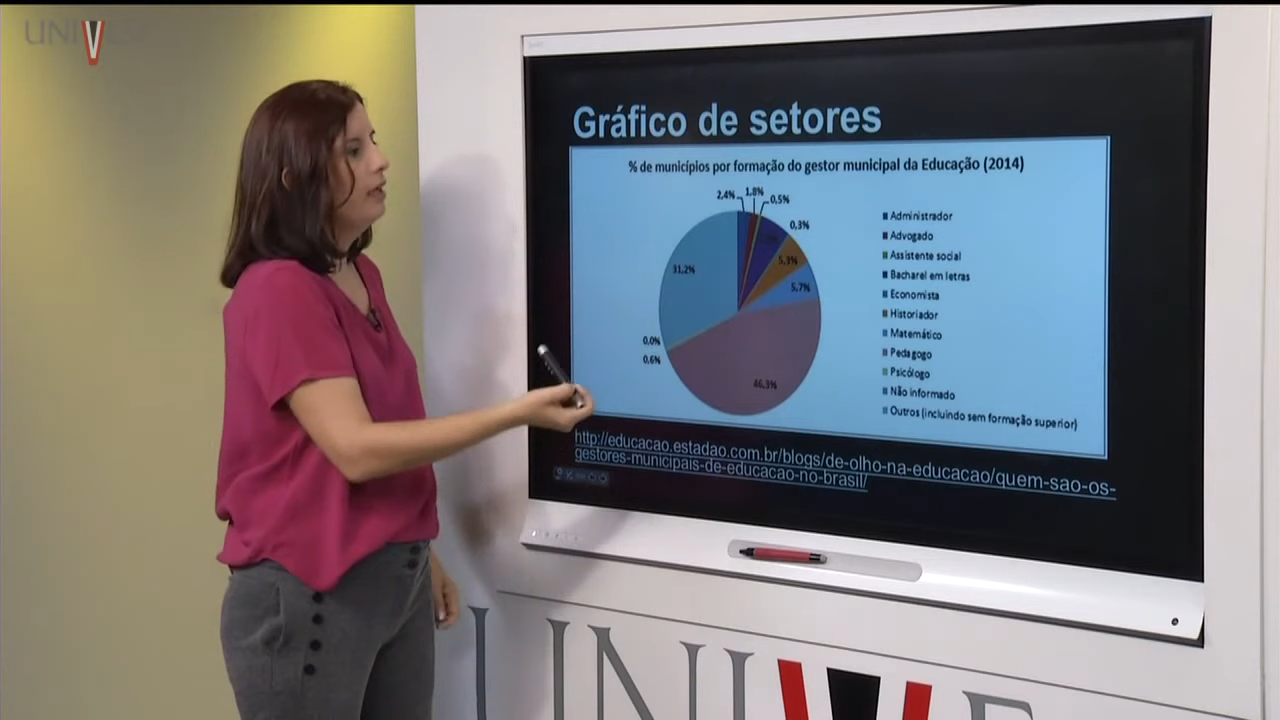 UNIVESP
Gráfico de setores
% de municípios por formação do gestor municipal da Educação (2014)
2,4%
1,8%
0,5%
0,3%
5,3%
5,7%
46,3%
0,6%
0,0%
31,2%
Administrador
Advogado
Assistente social
Bacharel em letras
Economista
Historiador
Matemático
Pedagogo
Psicólogo
Não informado
Outros (incluindo sem formação superior)
http://educacao.estadao.com.br/blogs/de-olho-na-educacao/quem-sao-os-
gestores-municipais-de-educacao-no-brasil/
UNIVE